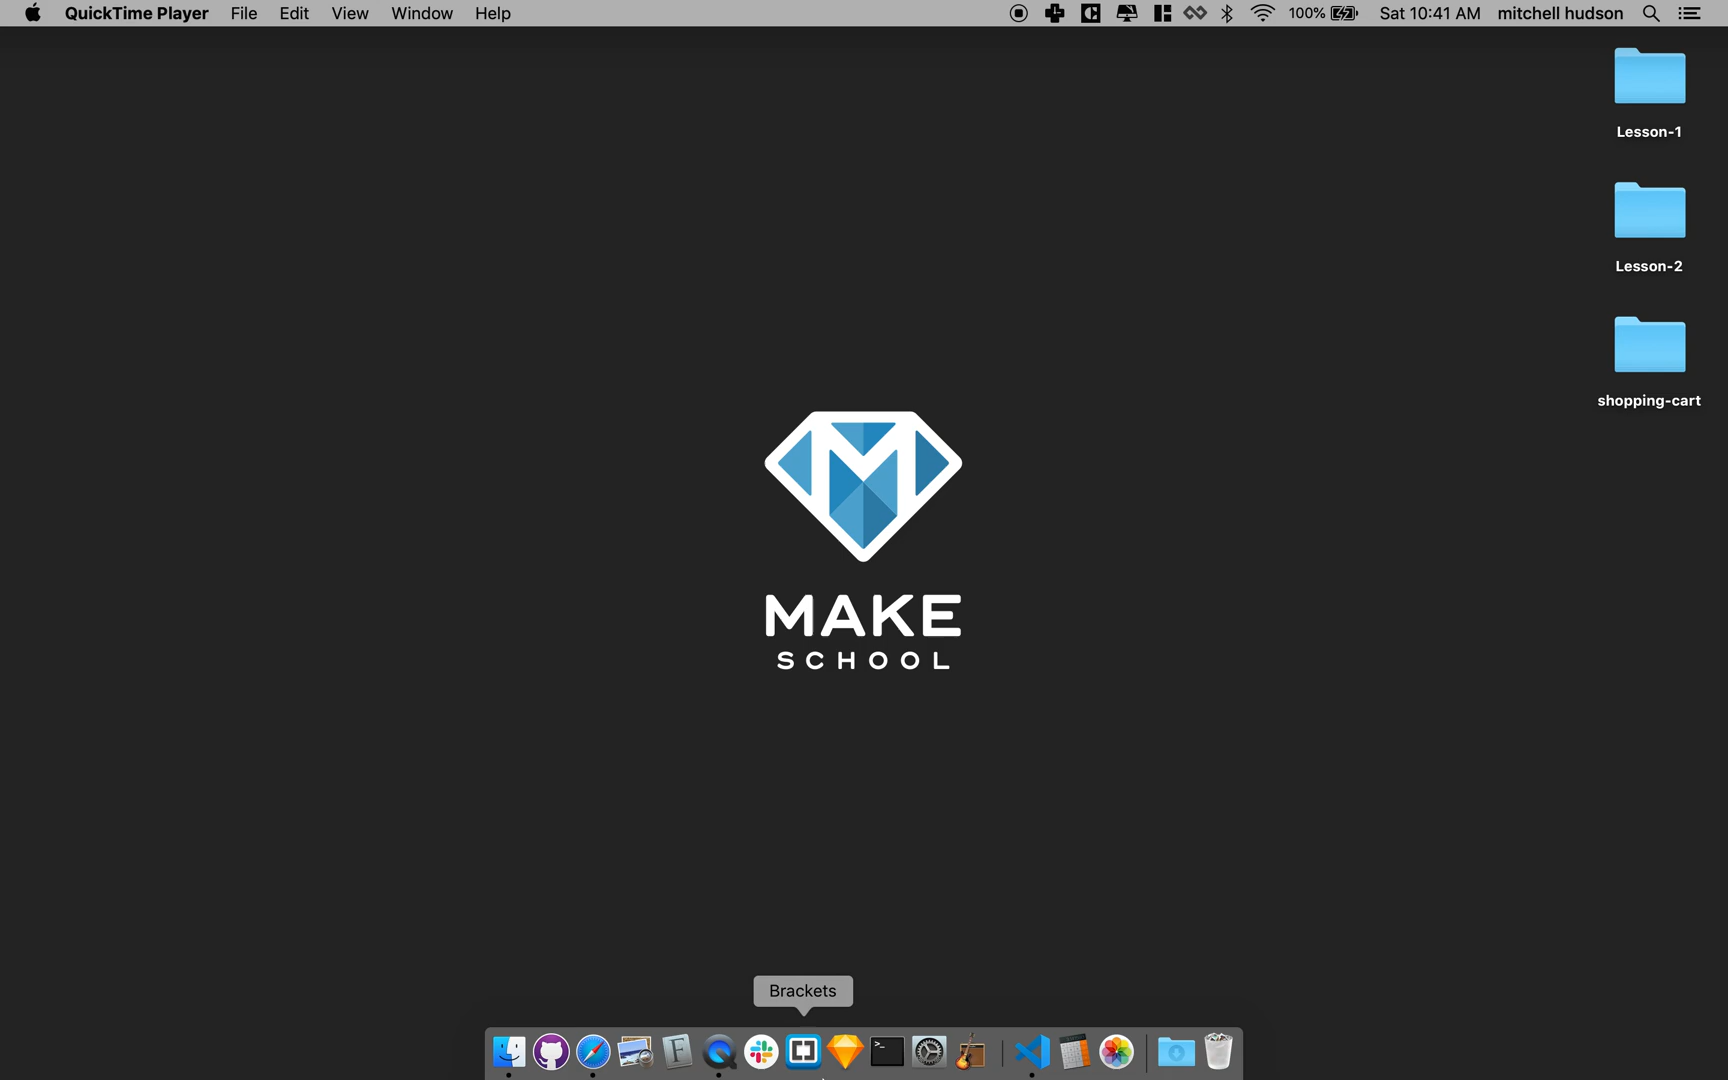 QuickTime Player File Edit View Window Help 100% Sat 10:41 AM mitchell hudson
Lesson-1
Lesson-2
shopping-cart
MAKE
SCHOOL
Brackets